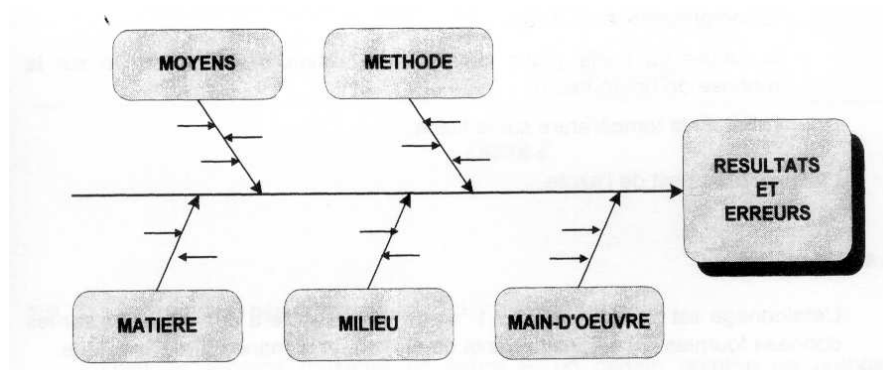 MOYENS
METHODE
RESULTATS
ET
ERREURS
MATIERE
MILIEU
MAIN-D'OEUVRE